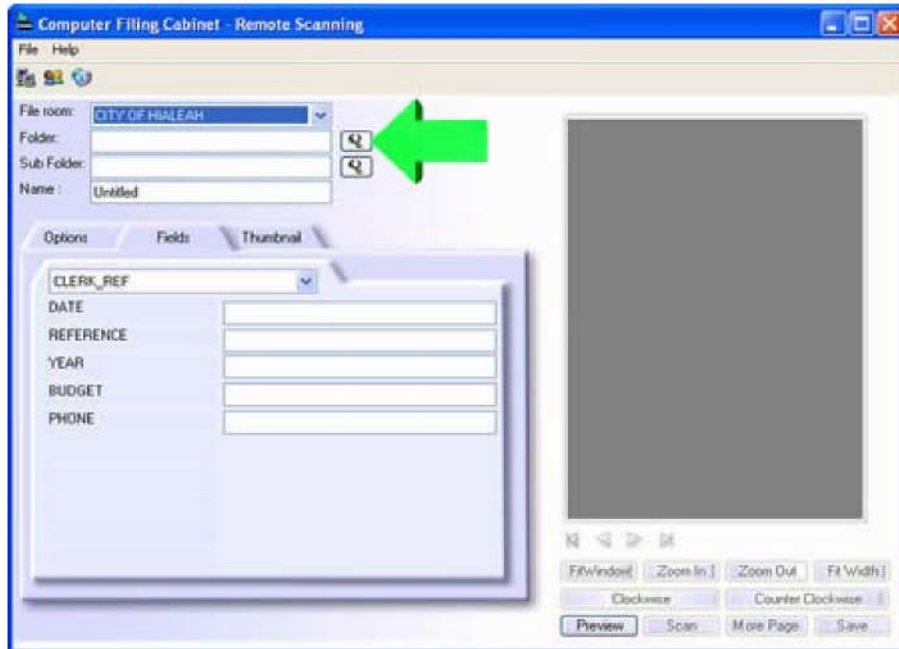 Computer Filing Cabinet - Remote Scanning
File Help
File room: CITY OF HIALEAH
Folder:
Sub Folder:
Name : Untitled
Options Fields Thumbnail
CLERK_REF
DATE
REFERENCE
YEAR
BUDGET
PHONE
FitWindow Zoom In Zoom Out Fit Width
Clockwise Counter Clockwise
Preview Scan More Page Save